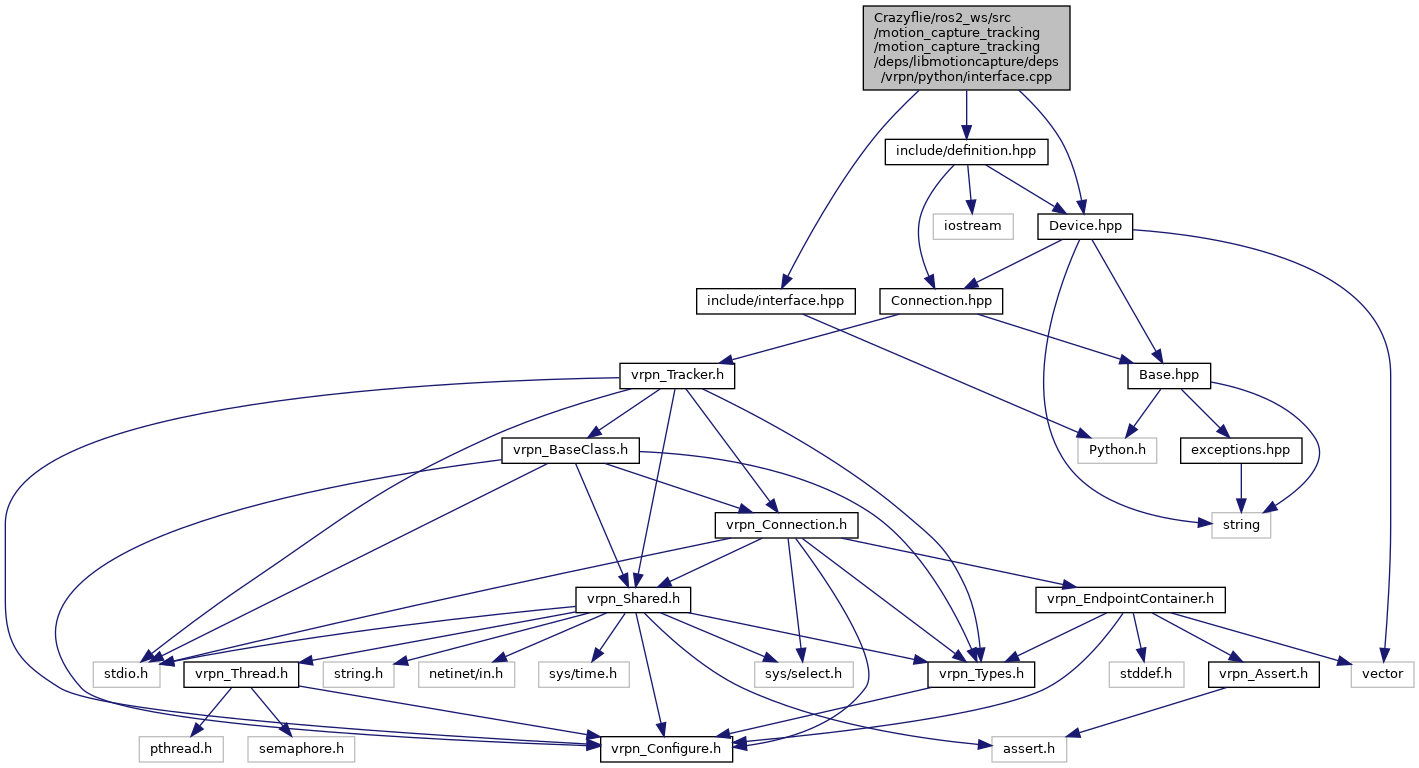 Crazyflie/ros2_ws/src
/motion_capture_tracking
/motion_capture_tracking
/deps/libmotioncapture/deps
/vrpn/python/interface.cpp
include/definition.hpp
iostream
Device.hpp
include/interface.hpp
Connection.hpp
vrpn_Tracker.h
Base.hpp
vrpn_BaseClass.h
Python.h
exceptions.hpp
vrpn_Connection.h
string
vrpn_Shared.h
vrpn_EndpointContainer.h
stdio.h
vrpn_Thread.h
string.h
netinet/in.h
sys/time.h
sys/select.h
vrpn_Types.h
stddef.h
vrpn_Assert.h
vector
pthread.h
semaphore.h
vrpn_Configure.h
assert.h